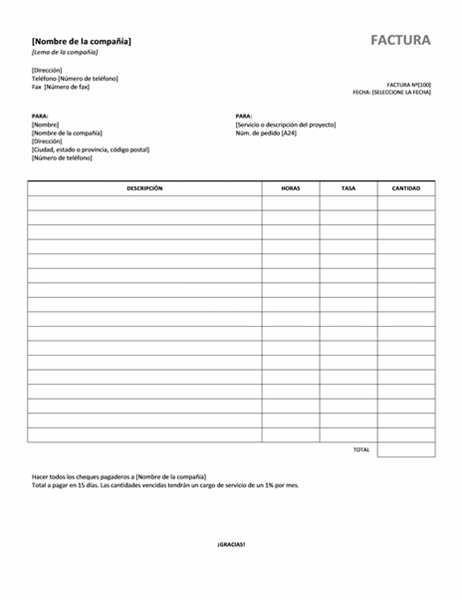 [Nombre de la compañía]
FACTURA
[Lema de la compañía]
[Dirección]
Teléfono [Número de teléfono]
Fax [Número de fax]
FACTURA Nº[100]
FECHA: [SELECCIONE LA FECHA]
PARA:
[Nombre]
[Nombre de la compañía]
[Dirección]
[Ciudad, estado o provincia, código postal]
[Número de teléfono]
PARA:
[Servicio o descripción del proyecto]
Núm. de pedido [A24]
DESCRIPCIÓN HORAS TASA CANTIDAD
TOTAL
Hacer todos los cheques pagaderos a [Nombre de la compañía]
Total a pagar en 15 días. Las cantidades vencidas tendrán un cargo de servicio de un 1% por mes.
¡GRACIAS!